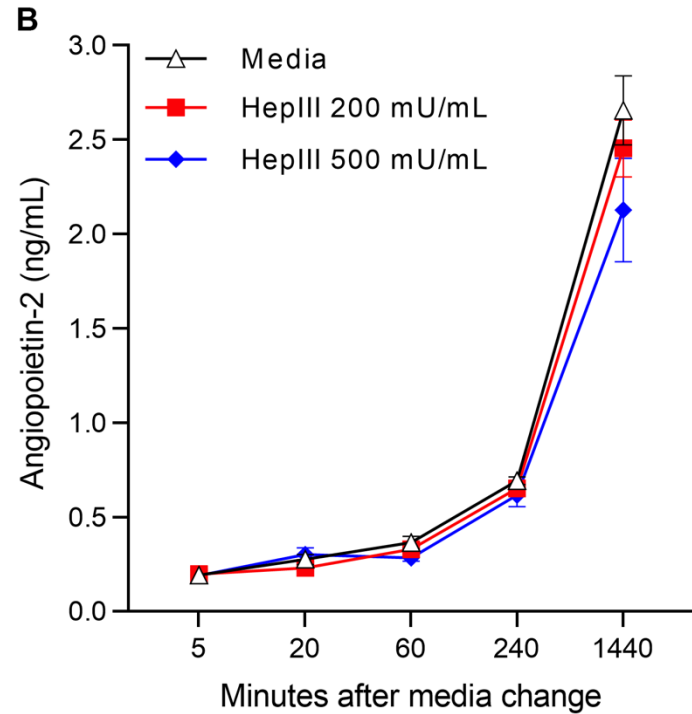 B
Media
HepIII 200 mU/mL
HepIII 500 mU/mL
Angiopoietin-2 (ng/mL)
3.0
2.5
2.0
1.5
1.0
0.5
0.0
5 20 60 240 1440
Minutes after media change